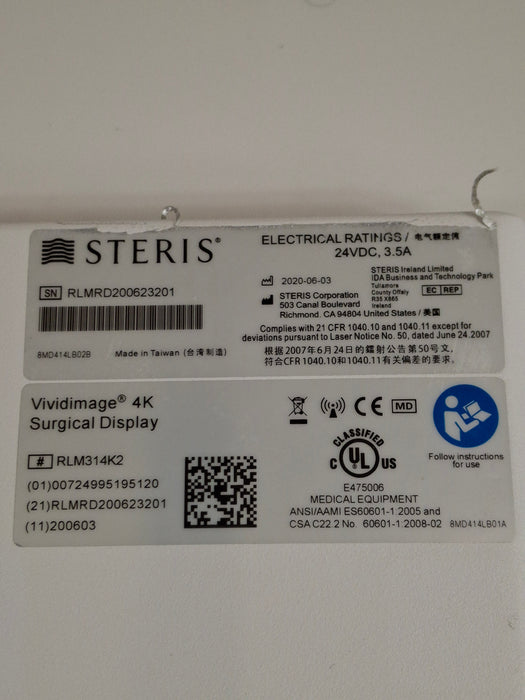 STERIS®
ELECTRICAL RATINGS / 电气额定值
24VDC, 3.5A
SN RLMRD200623201
2020-06-03
STERIS Corporation
503 Canal Boulevard
Richmond, CA 94804 United States / 美国
STERIS Ireland Limited
IDA Business and Technology Park
Tullamore
County Offaly
R35 X865
Ireland
EC REP
Complies with 21 CFR 1040.10 and 1040.11 except for
deviations pursuant to Laser Notice No. 50, dated June 24.2007
根据2007年6月24日的镭射公告第50号文,
符合CFR 1040.10和1040.11有关偏差的要求.
8MD414LB02B Made in Taiwan (台湾制造)
Vividimage® 4K
Surgical Display
# RLM314K2
(01)00724995195120
(21)RLMRD200623201
(11)200603
CE MD
CLASSIFIED
C UL US
E475006
MEDICAL EQUIPMENT
ANSI/AAMI ES60601-1:2005 and
CSA C22.2 No. 60601-1:2008-02
Follow instructions
for use
8MD414LB01A